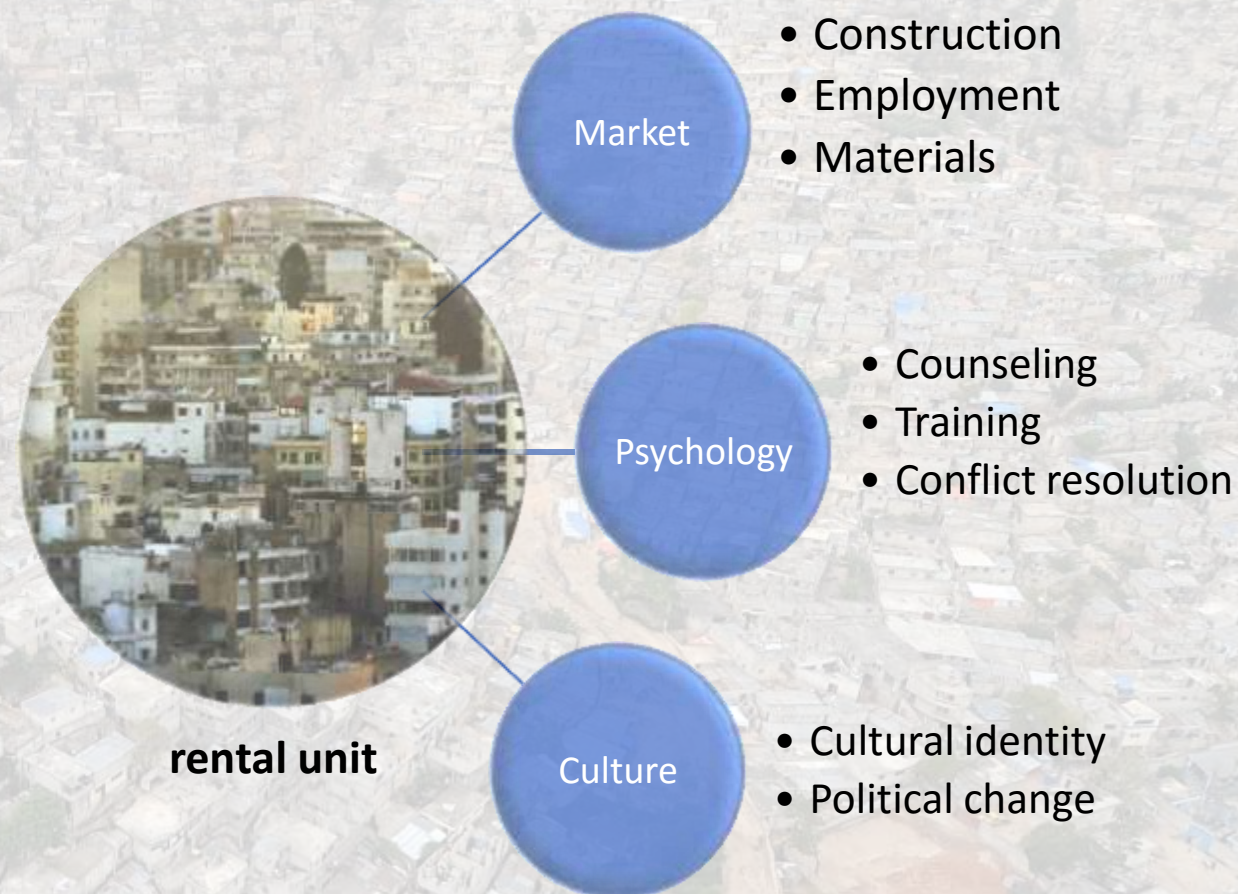 Market
• Construction
• Employment
• Materials
Psychology
• Counseling
• Training
• Conflict resolution
rental unit
Culture
• Cultural identity
• Political change